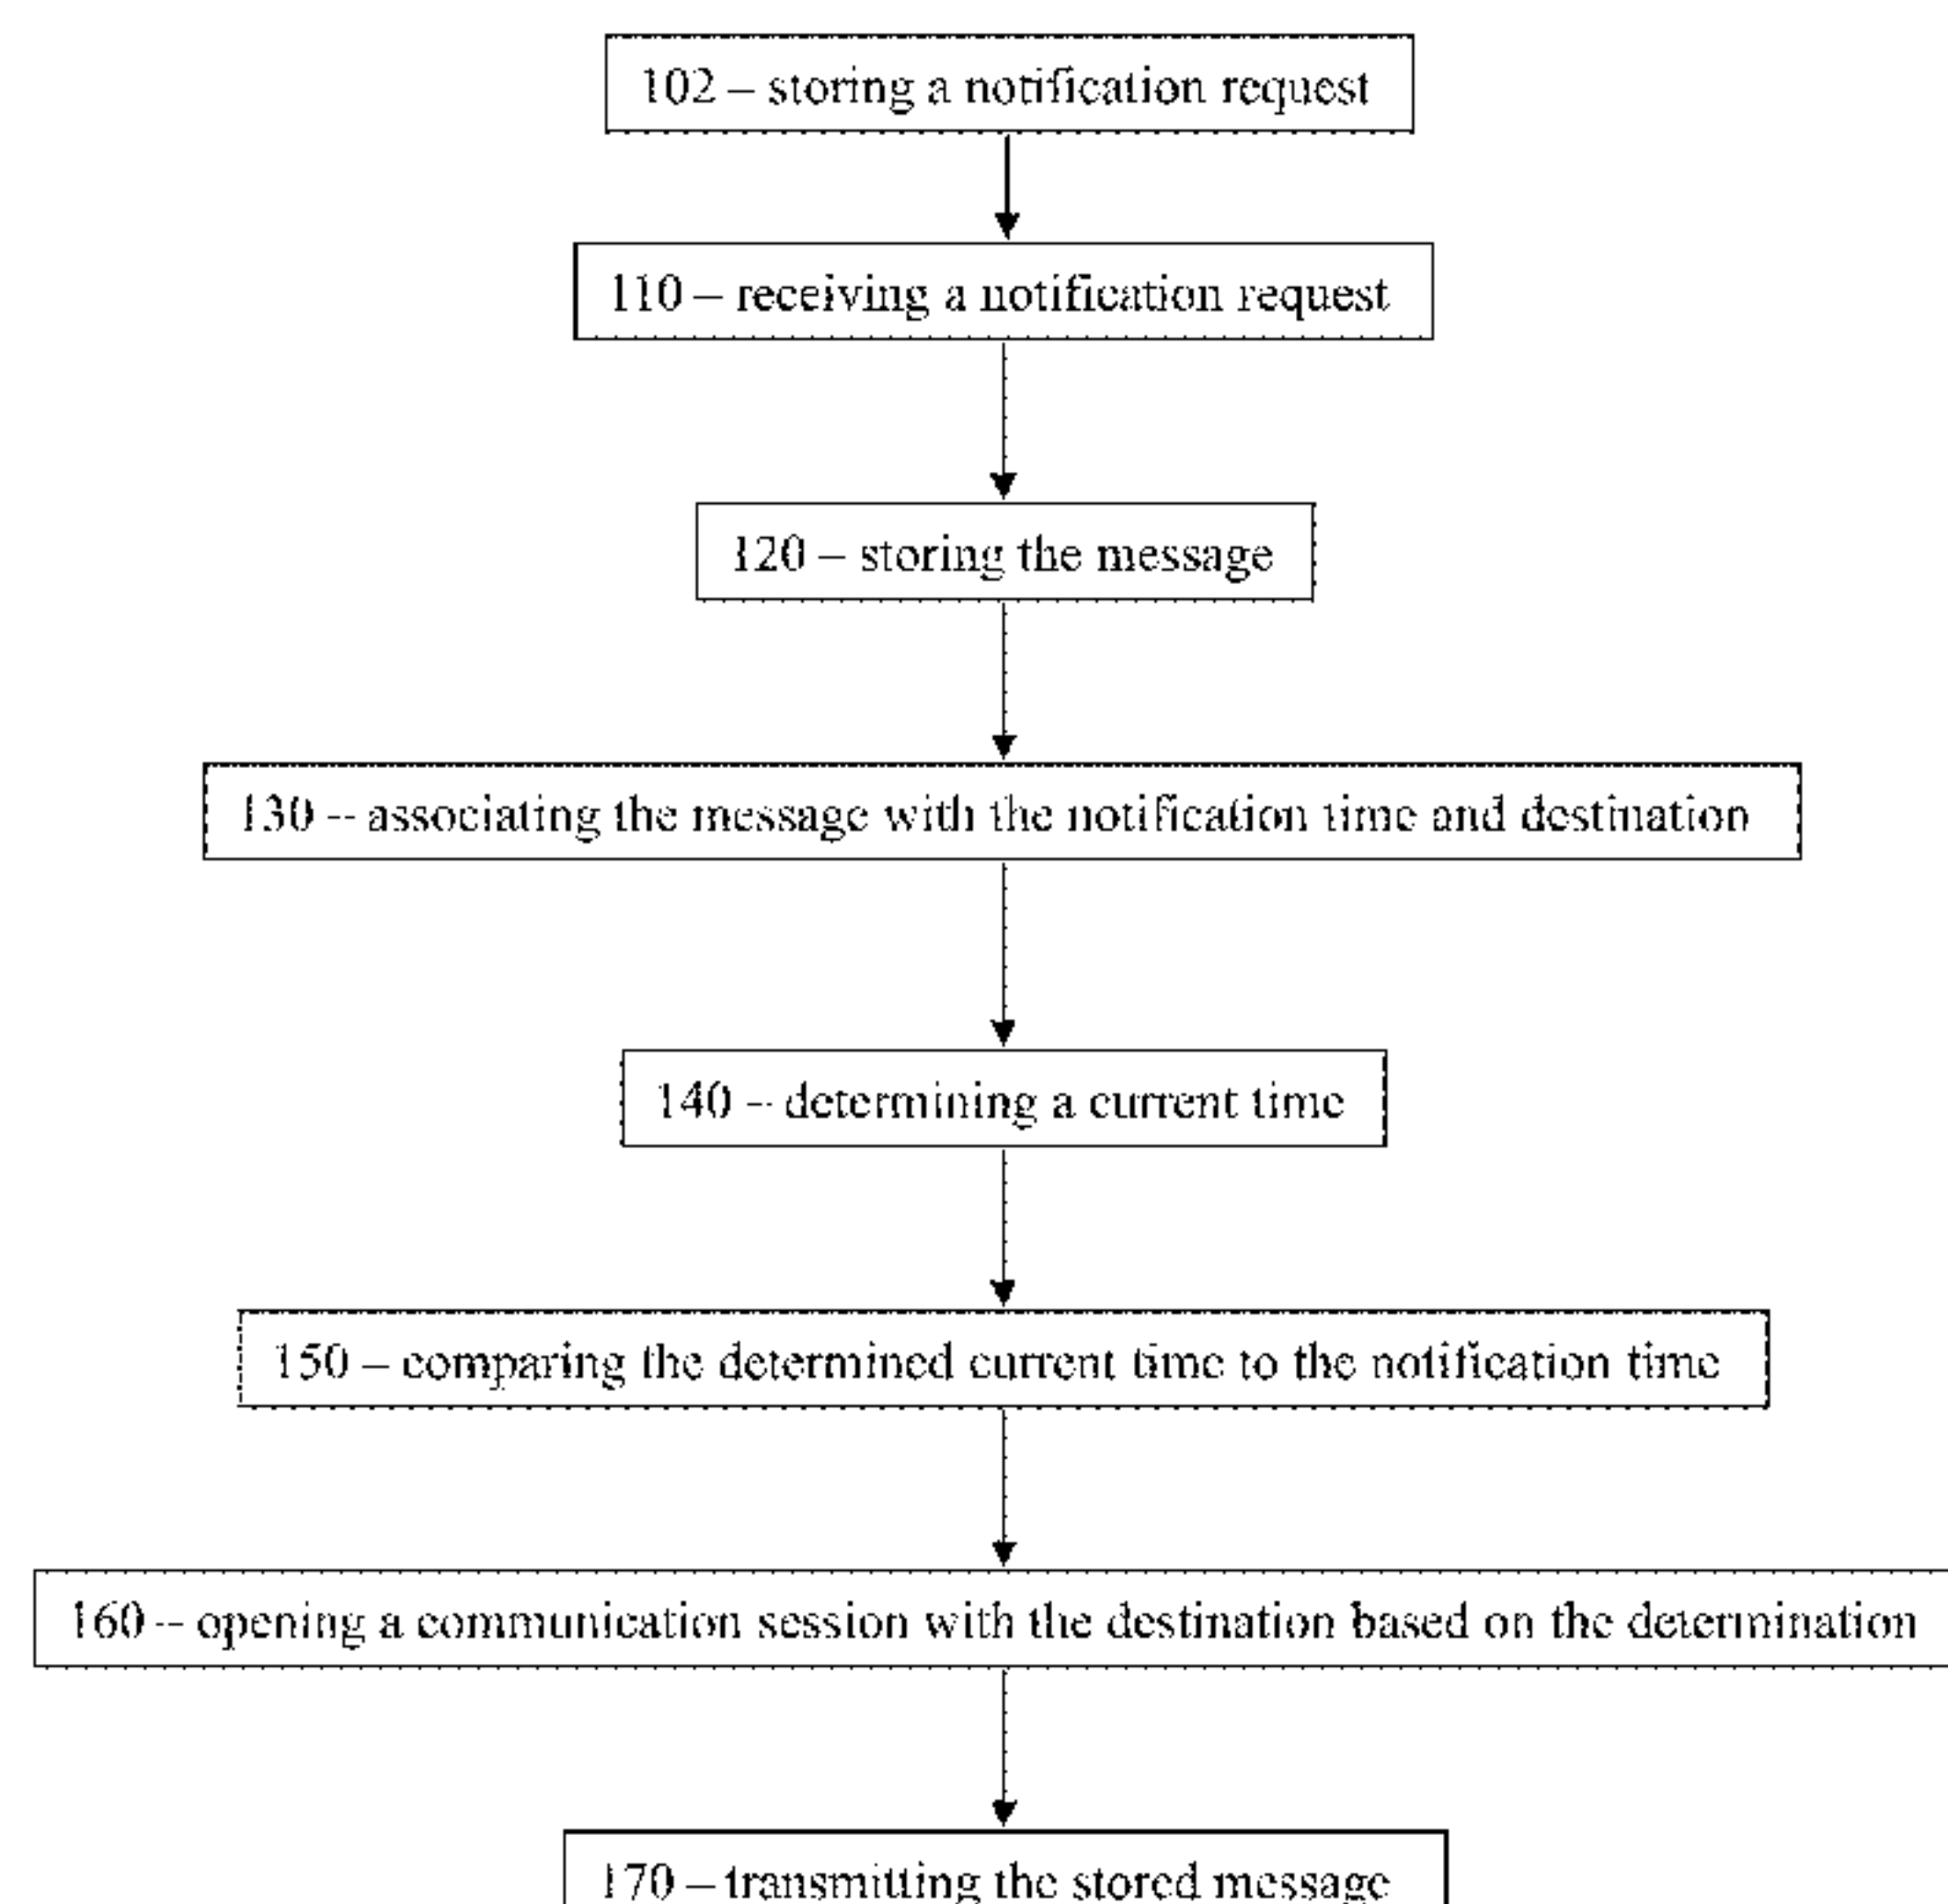 102 – storing a notification request
110 – receiving a notification request
120 – storing the message
130 – associating the message with the notification time and destination
140 – determining a current time
150 – comparing the determined current time to the notification time
160 – opening a communication session with the destination based on the determination
170 – transmitting the stored message